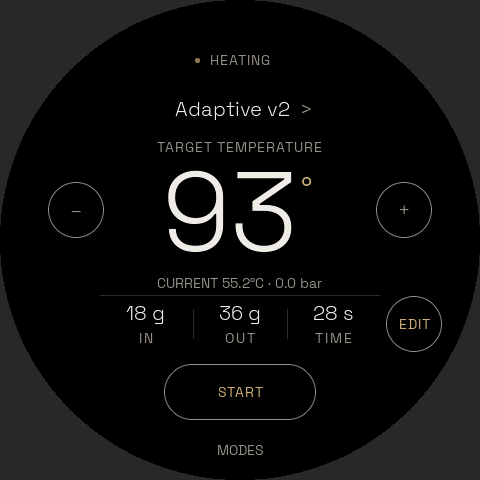 HEATING
Adaptive v2 >
TARGET TEMPERATURE
93°
–
+
CURRENT 55.2°C · 0.0 bar
18 g 36 g 28 s
IN OUT TIME
EDIT
START
MODES